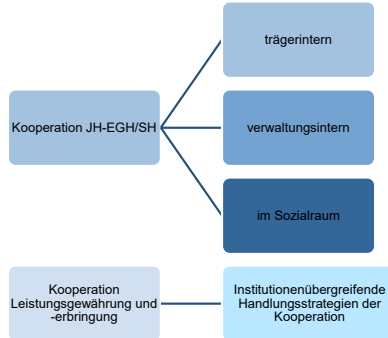 trägerintern
Kooperation JH-EGH/SH
verwaltungsintern
im Sozialraum
Kooperation
Leistungsgewährung und
-erbringung
Institutionenübergreifende
Handlungsstrategien der
Kooperation